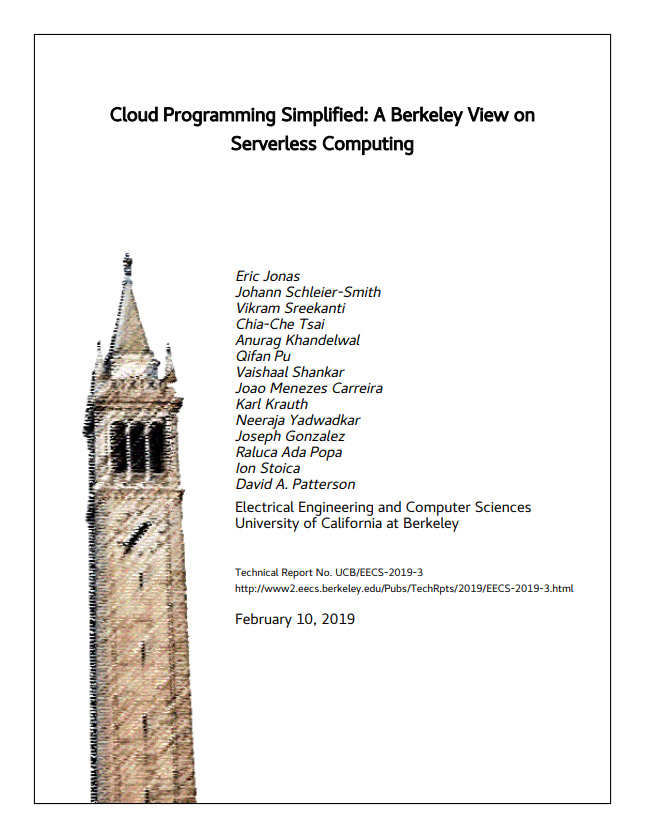 Cloud Programming Simplified: A Berkeley View on
Serverless Computing
Eric Jonas
Johann Schleier-Smith
Vikram Sreekanti
Chia-Che Tsai
Anurag Khandelwal
Qifan Pu
Vaishaal Shankar
Joao Menezes Carreira
Karl Krauth
Neeraja Yadwadkar
Joseph Gonzalez
Raluca Ada Popa
Ion Stoica
David A. Patterson
Electrical Engineering and Computer Sciences
University of California at Berkeley
Technical Report No. UCB/EECS-2019-3
http://www2.eecs.berkeley.edu/Pubs/TechRpts/2019/EECS-2019-3.html
February 10, 2019